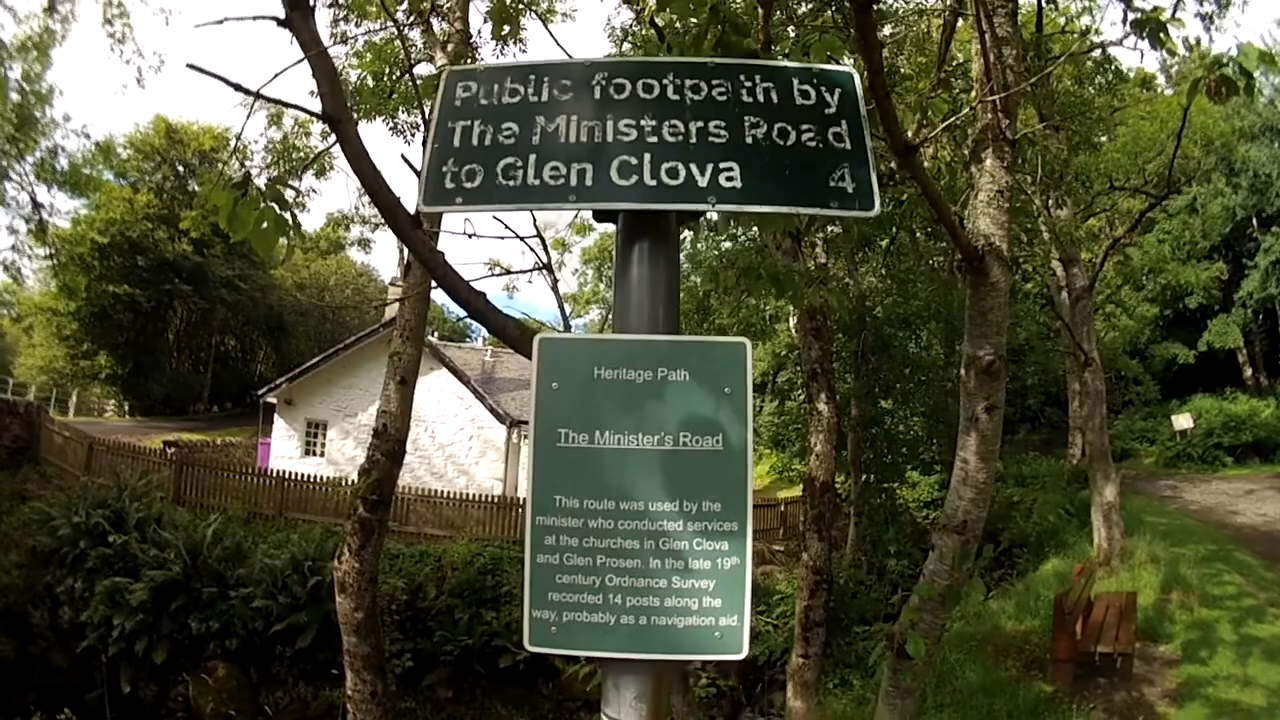 Public footpath by
The Ministers Road
to Glen Clova 4
Heritage Path
The Minister's Road
This route was used by the
minister who conducted services
at the churches in Glen Clova
and Glen Prosen. In the late 19th
century Ordnance Survey
recorded 14 posts along the
way, probably as a navigation aid.